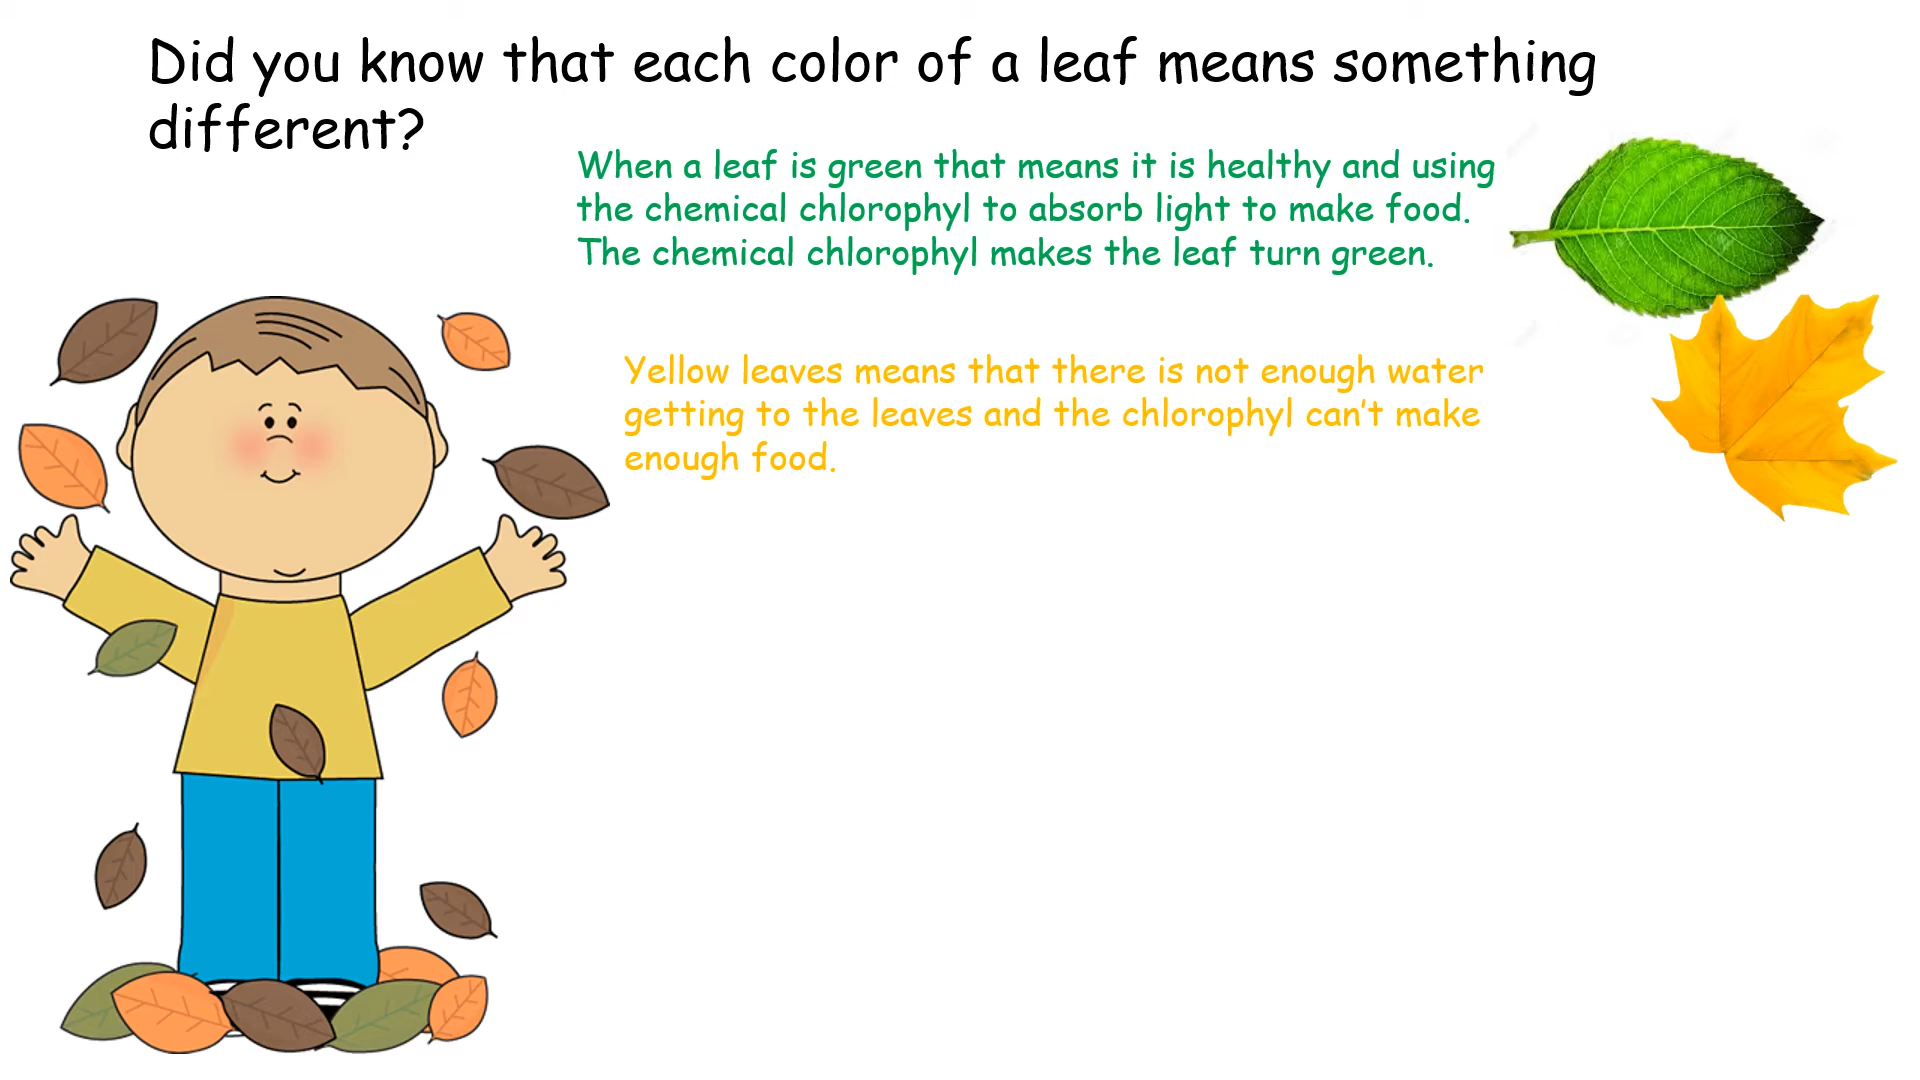 Did you know that each color of a leaf means something
different?
When a leaf is green that means it is healthy and using
the chemical chlorophyl to absorb light to make food.
The chemical chlorophyl makes the leaf turn green.
Yellow leaves means that there is not enough water
getting to the leaves and the chlorophyl can’t make
enough food.